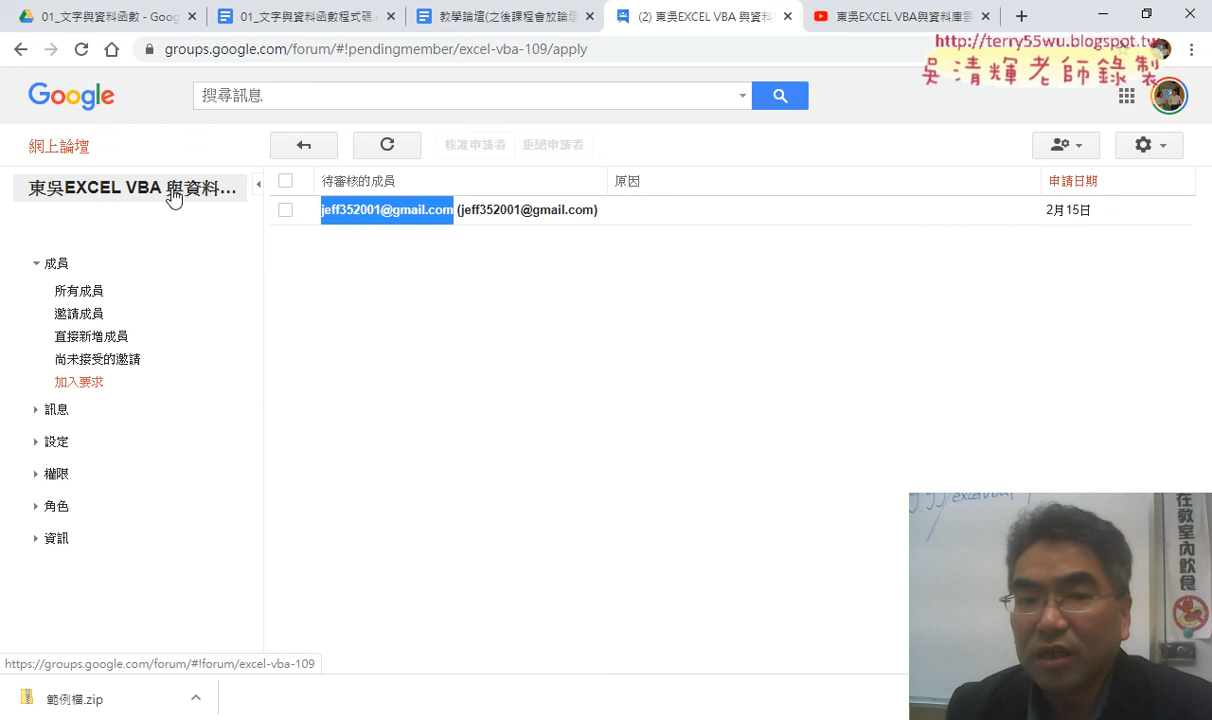 01_文字與資料函數 - Goog
01_文字與資料函數程式碼
教學論壇(之後課程會放論壇
(2) 東吳EXCEL VBA 與資料
東吳EXCEL VBA與資料庫雲
groups.google.com/forum/#!pendingmember/excel-vba-109/apply
http://terry55wu.blogspot.tw
吳清輝老師錄製
Google
搜尋訊息
網上論壇
核准申請者
拒絕申請者
東吳EXCEL VBA 與資料...
待審核的成員
原因
申請日期
jeff352001@gmail.com (jeff352001@gmail.com)
2月15日
成員
所有成員
邀請成員
直接新增成員
尚未接受的邀請
加入要求
訊息
設定
權限
角色
資訊
在教室內飲食
https://groups.google.com/forum/#!forum/excel-vba-109
範例檔.zip